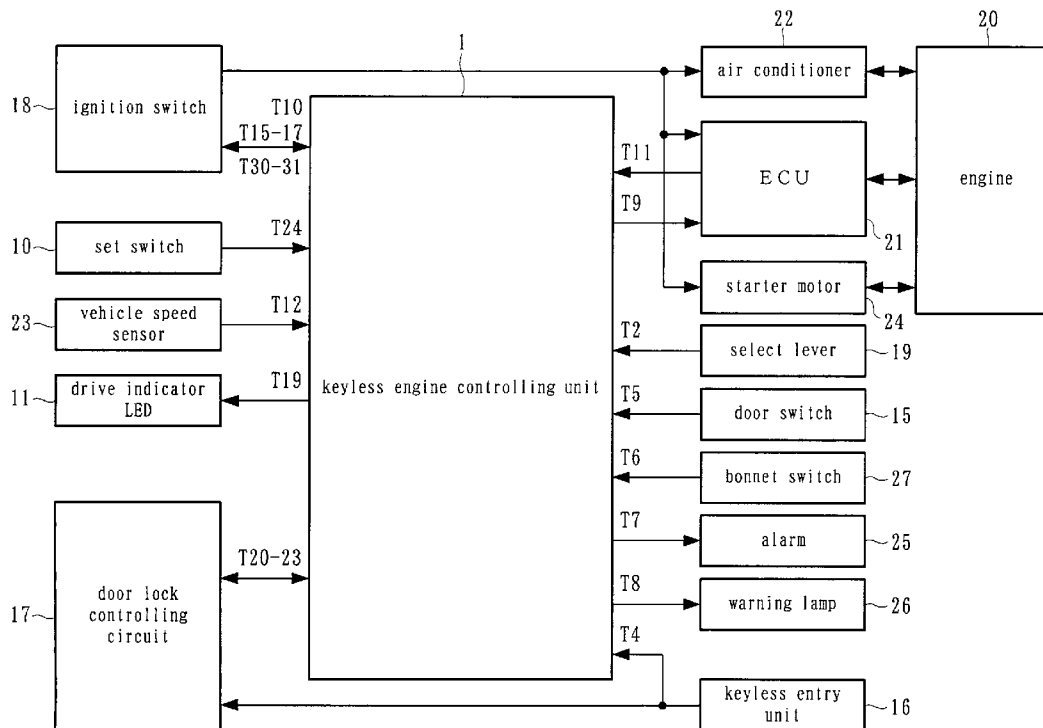 22
20
1
air conditioner
18
ignition switch
T10
T15-17
T30-31
T11
ECU
engine
T9
21
10
set switch
T24
starter motor
24
23
vehicle speed
sensor
T12
T2
select lever
19
keyless engine controlling unit
11
drive indicator
LED
T19
T5
door switch
15
T6
bonnet switch
27
T7
alarm
25
17
door lock
controlling
circuit
T20-23
T8
warning lamp
26
T4
keyless entry
unit
16